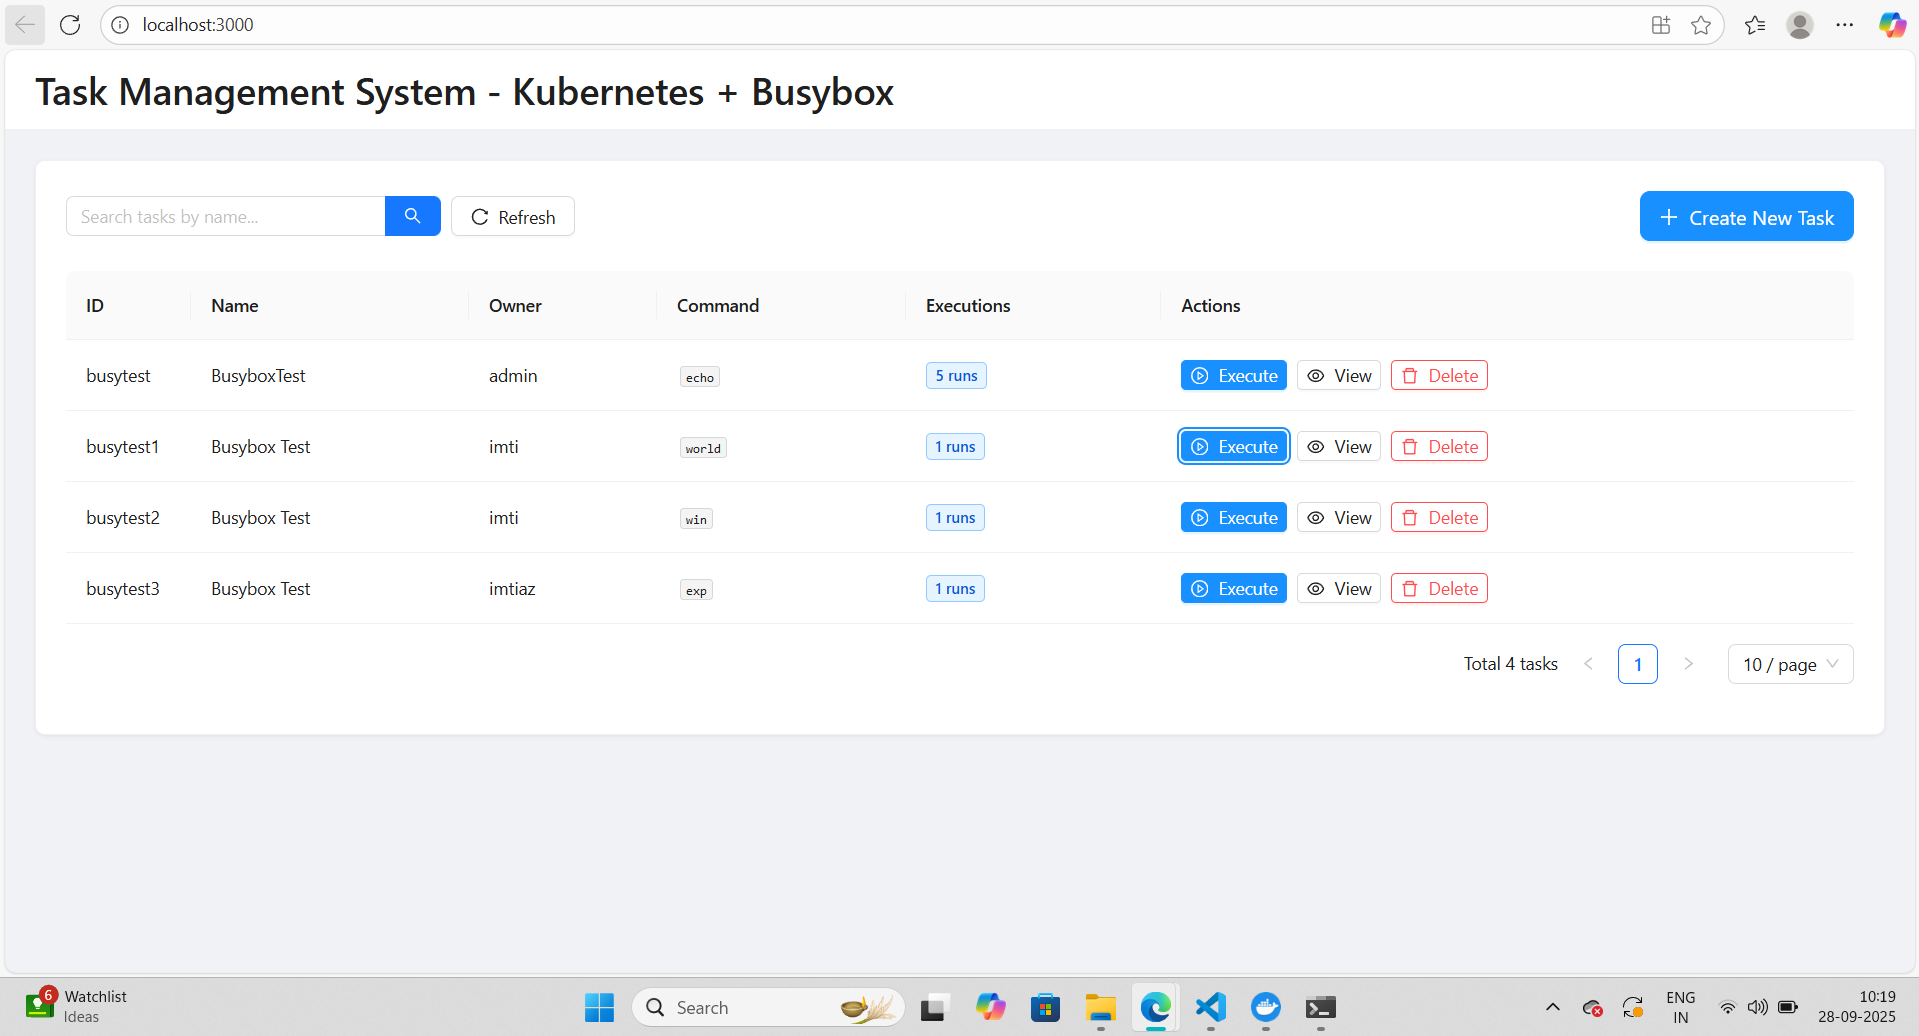 localhost:3000
Task Management System - Kubernetes + Busybox
Search tasks by name...
Refresh
Create New Task
ID Name Owner Command Executions Actions
busytest BusyboxTest admin echo 5 runs Execute View Delete
busytest1 Busybox Test imti world 1 runs Execute View Delete
busytest2 Busybox Test imti win 1 runs Execute View Delete
busytest3 Busybox Test imtiaz exp 1 runs Execute View Delete
Total 4 tasks 1 10 / page
6
Watchlist
Ideas
Search
ENG
IN
10:19
28-09-2025